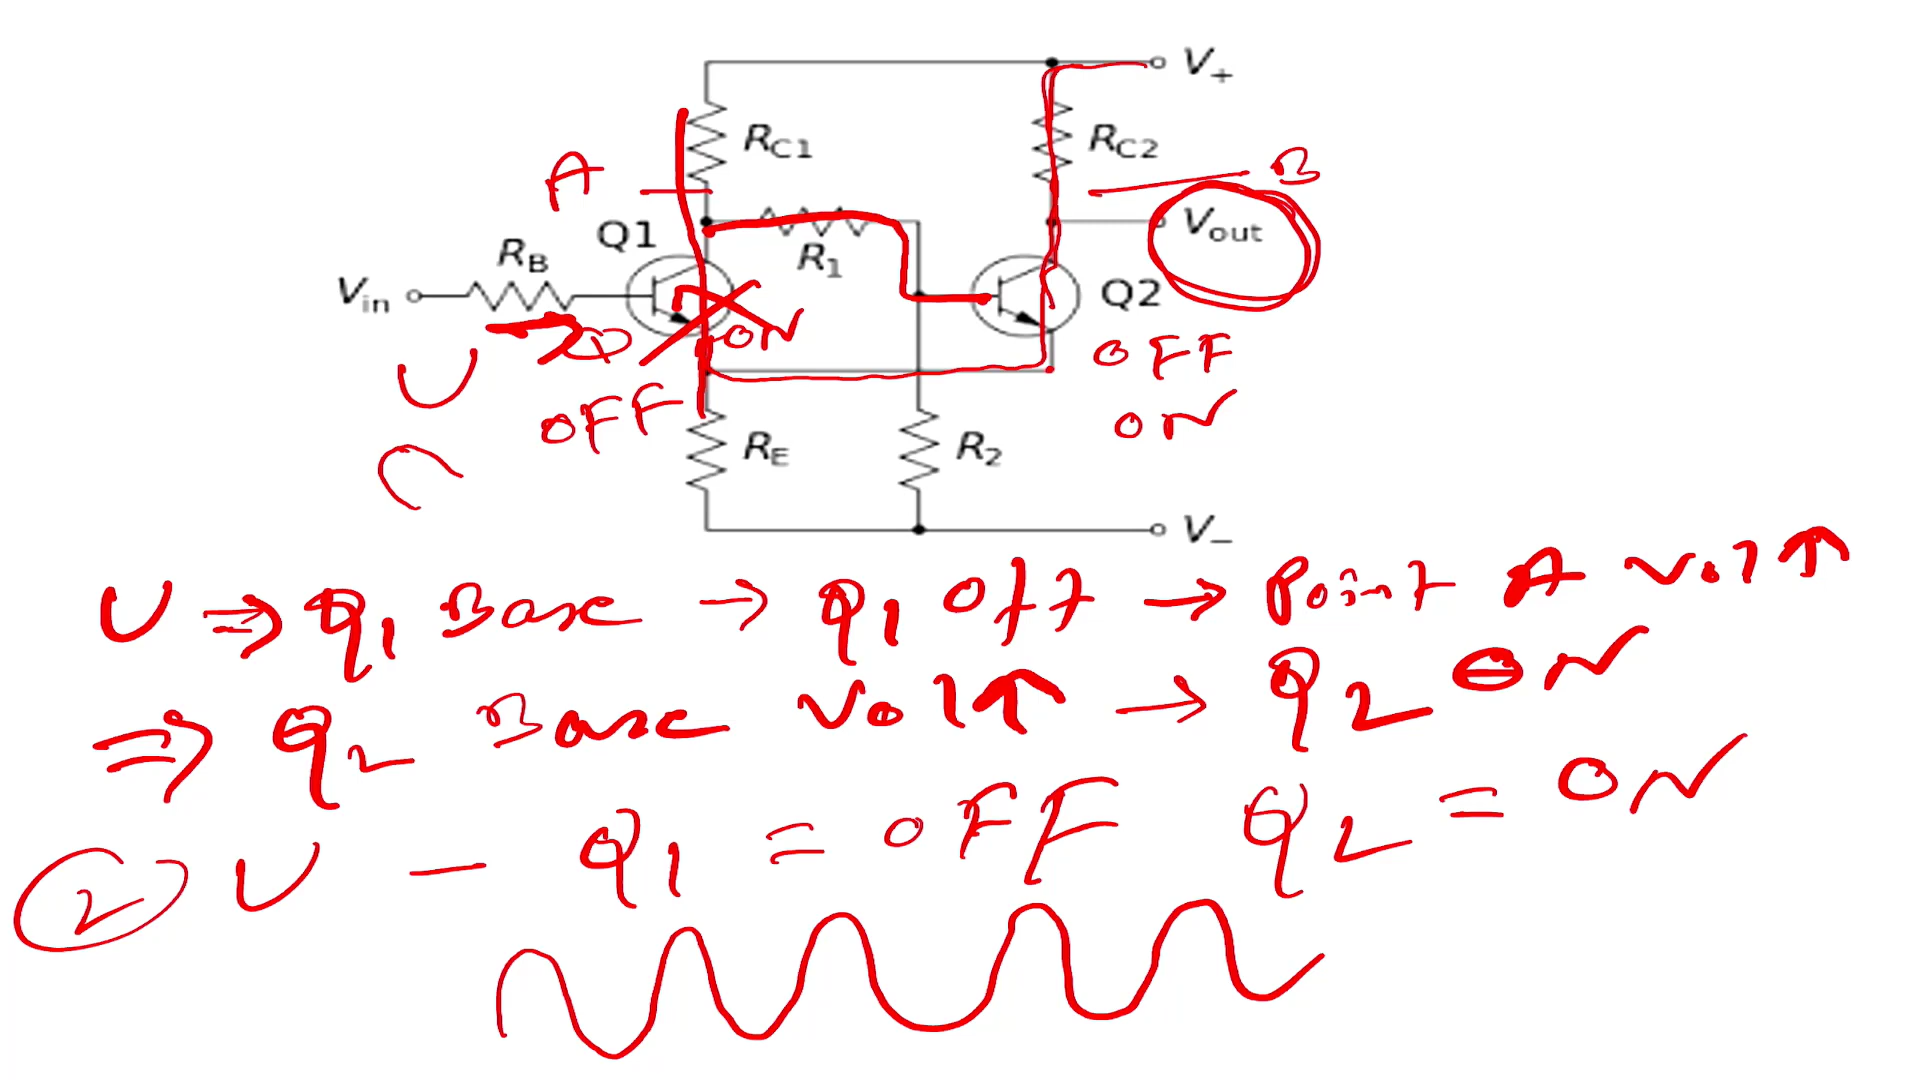 V+
RC1
RC2
A
B
Q1
Vout
RB
R1
Vin
Q2
ON
OFF
OFF
ON
RE
R2
V−
U ⇒ Q1 Base → Q1 Off → Point A Vol↑
⇒ Q2 Base Vol↑ → Q2 ON
2 U — Q1 = OFF Q2 = ON